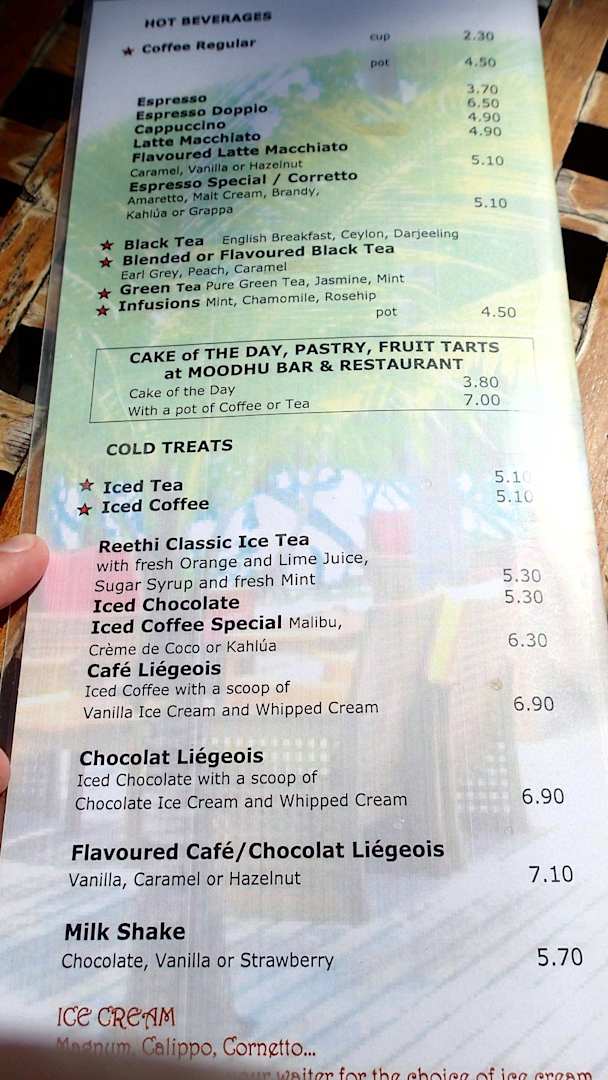 HOT BEVERAGES
Coffee Regular cup 2.30
pot 4.50
Espresso 3.70
Espresso Doppio 6.50
Cappuccino 4.90
Latte Macchiato 4.90
Flavoured Latte Macchiato
Caramel, Vanilla or Hazelnut 5.10
Espresso Special / Corretto
Amaretto, Malt Cream, Brandy,
Kahlúa or Grappa 5.10
Black Tea English Breakfast, Ceylon, Darjeeling
Blended or Flavoured Black Tea
Earl Grey, Peach, Caramel
Green Tea Pure Green Tea, Jasmine, Mint
Infusions Mint, Chamomile, Rosehip
pot 4.50
CAKE of THE DAY, PASTRY, FRUIT TARTS
at MOODHU BAR & RESTAURANT
Cake of the Day 3.80
With a pot of Coffee or Tea 7.00
COLD TREATS
Iced Tea 5.10
Iced Coffee 5.10
Reethi Classic Ice Tea
with fresh Orange and Lime Juice,
Sugar Syrup and fresh Mint 5.30
Iced Chocolate 5.30
Iced Coffee Special Malibu,
Crème de Coco or Kahlúa 6.30
Café Liégeois
Iced Coffee with a scoop of
Vanilla Ice Cream and Whipped Cream 6.90
Chocolat Liégeois
Iced Chocolate with a scoop of
Chocolate Ice Cream and Whipped Cream 6.90
Flavoured Café/Chocolat Liégeois
Vanilla, Caramel or Hazelnut 7.10
Milk Shake
Chocolate, Vanilla or Strawberry 5.70
ICE CREAM
Magnum, Calippo, Cornetto...
your waiter for the choice of ice cream